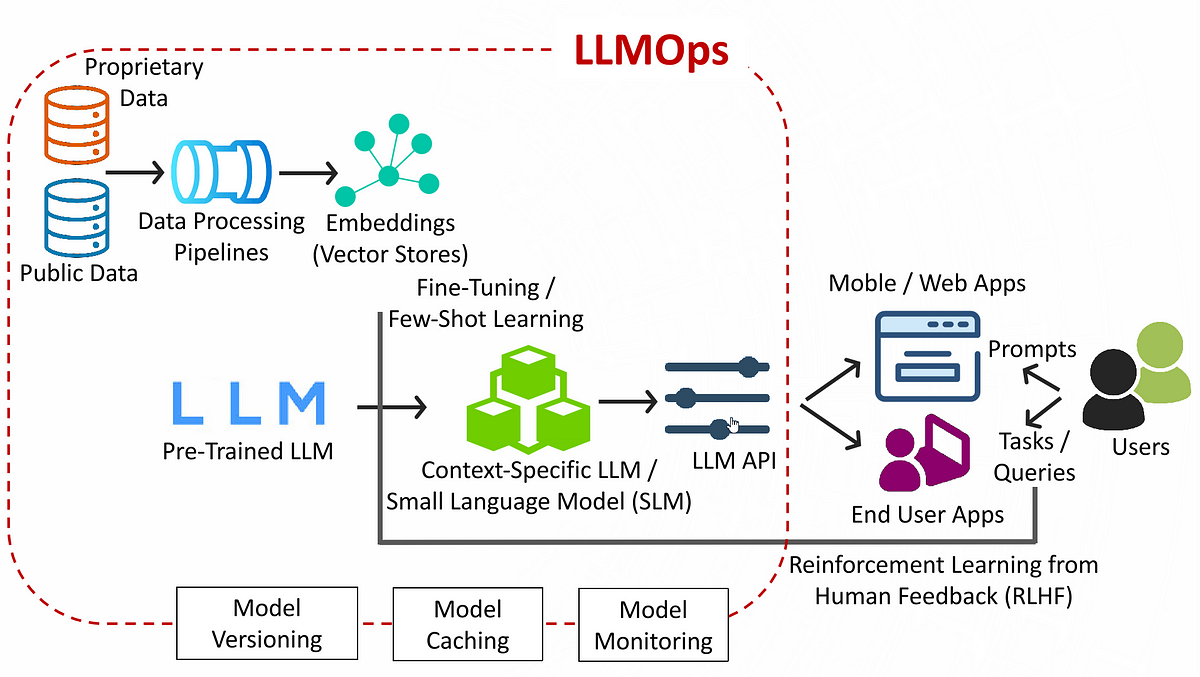 LLMOps
Proprietary
Data
Public Data
Data Processing
Pipelines
Embeddings
(Vector Stores)
Fine-Tuning /
Few-Shot Learning
LLM
Pre-Trained LLM
Context-Specific LLM /
Small Language Model (SLM)
LLM API
Moble / Web Apps
Prompts
Tasks /
Queries
Users
End User Apps
Reinforcement Learning from
Human Feedback (RLHF)
Model
Versioning
Model
Caching
Model
Monitoring